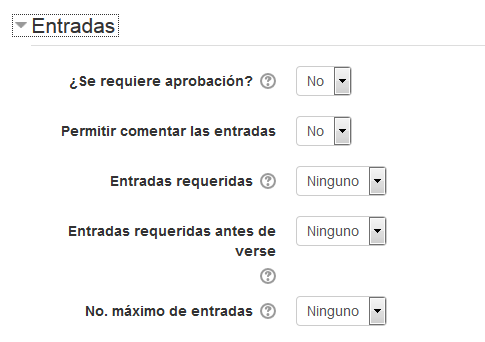 Entradas
¿Se requiere aprobación? No
Permitir comentar las entradas No
Entradas requeridas Ninguno
Entradas requeridas antes de Ninguno
verse
No. máximo de entradas Ninguno